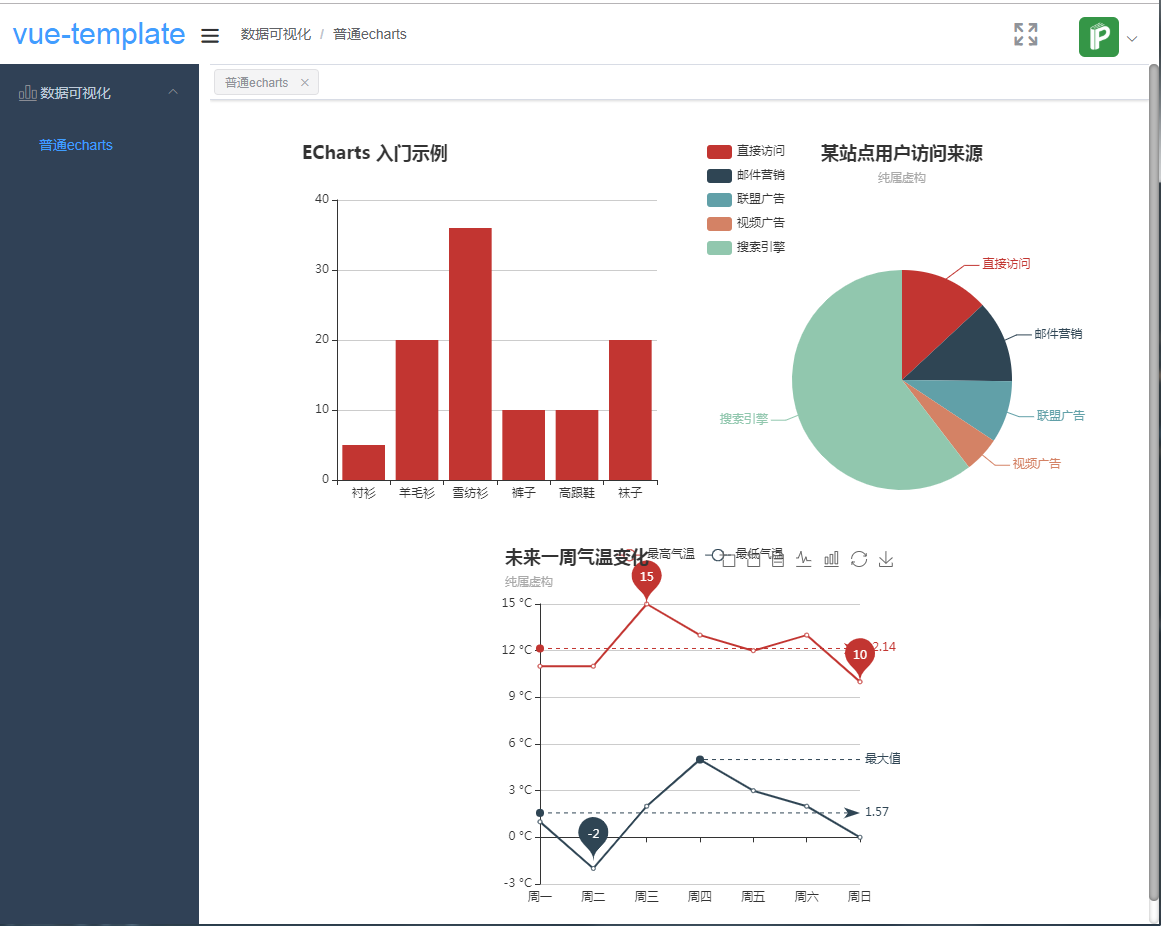 vue-template
数据可视化 / 普通echarts
数据可视化
普通echarts
普通echarts ×
ECharts 入门示例
40
30
20
10
0
衬衫 羊毛衫 雪纺衫 裤子 高跟鞋 袜子
直接访问
邮件营销
联盟广告
视频广告
搜索引擎
某站点用户访问来源
纯属虚构
直接访问
邮件营销
联盟广告
视频广告
搜索引擎
未来一周气温变化
纯属虚构
最高气温 最低气温
15 °C
12 °C
9 °C
6 °C
3 °C
0 °C
-3 °C
15
10
2.14
最大值
1.57
-2
周一 周二 周三 周四 周五 周六 周日